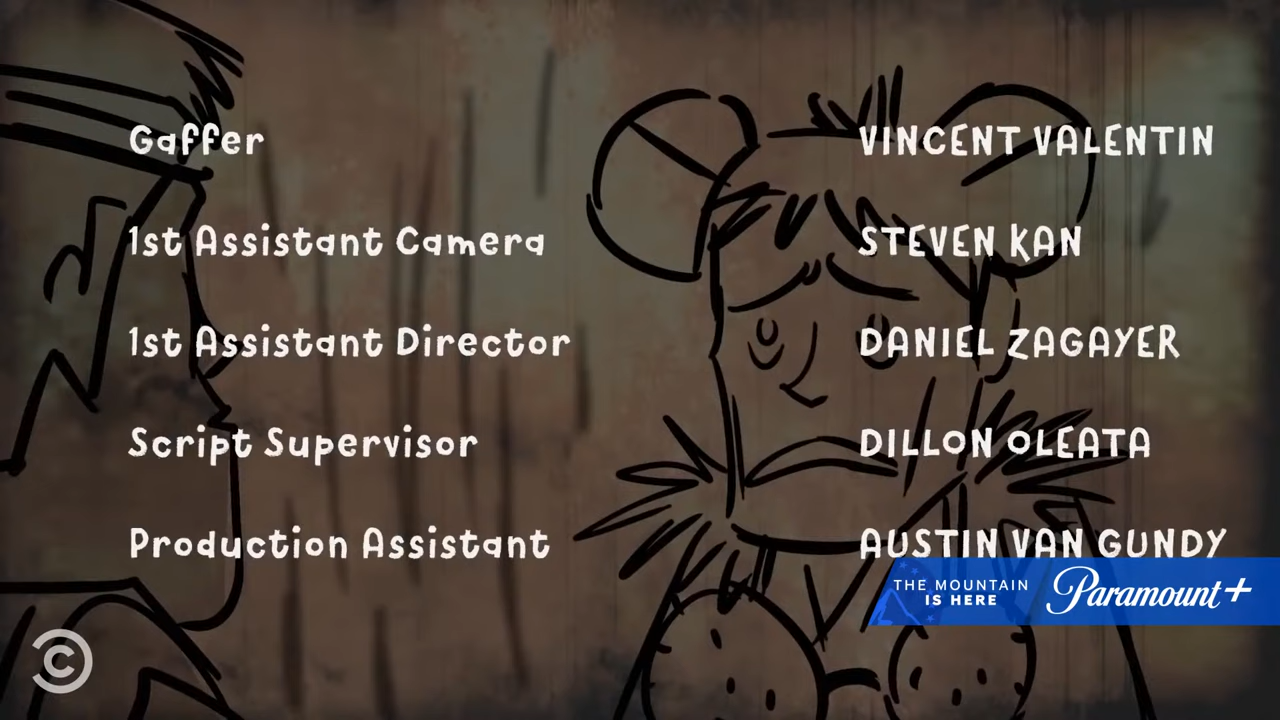 Gaffer VINCENT VALENTIN
1st Assistant Camera STEVEN KAN
1st Assistant Director DANIEL ZAGAYER
Script Supervisor DILLON OLEATA
Production Assistant AUSTIN VAN GUNDY
THE MOUNTAIN
IS HERE
Paramount+